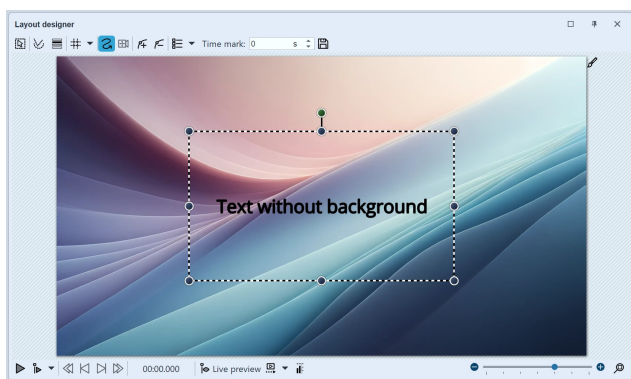 Layout designer
Time mark: 0 s
Text without background
00:00.000 Live preview